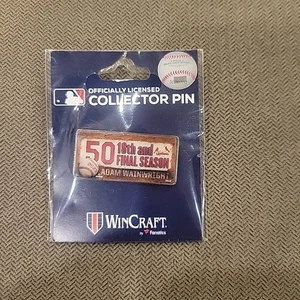 OFFICIALLY LICENSED
COLLECTOR PIN
50
18th and
FINAL SEASON
ADAM WAINWRIGHT
WINCRAFT
by Fanatics